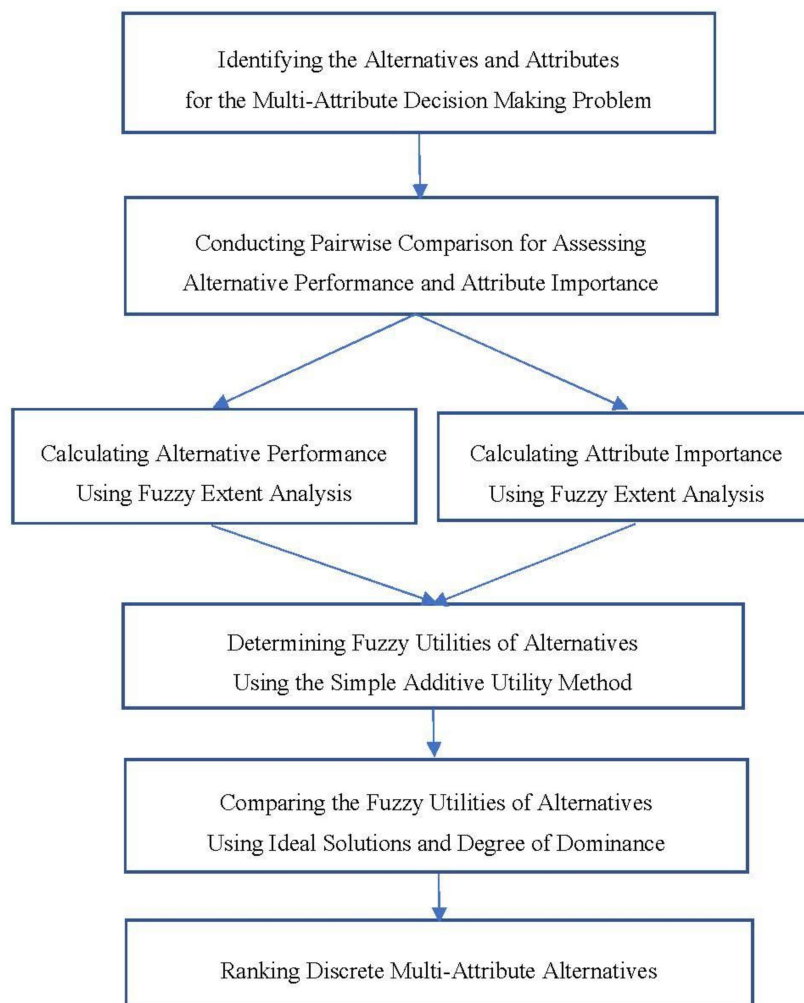 Identifying the Alternatives and Attributes
for the Multi-Attribute Decision Making Problem
Conducting Pairwise Comparison for Assessing
Alternative Performance and Attribute Importance
Calculating Alternative Performance
Using Fuzzy Extent Analysis
Calculating Attribute Importance
Using Fuzzy Extent Analysis
Determining Fuzzy Utilities of Alternatives
Using the Simple Additive Utility Method
Comparing the Fuzzy Utilities of Alternatives
Using Ideal Solutions and Degree of Dominance
Ranking Discrete Multi-Attribute Alternatives